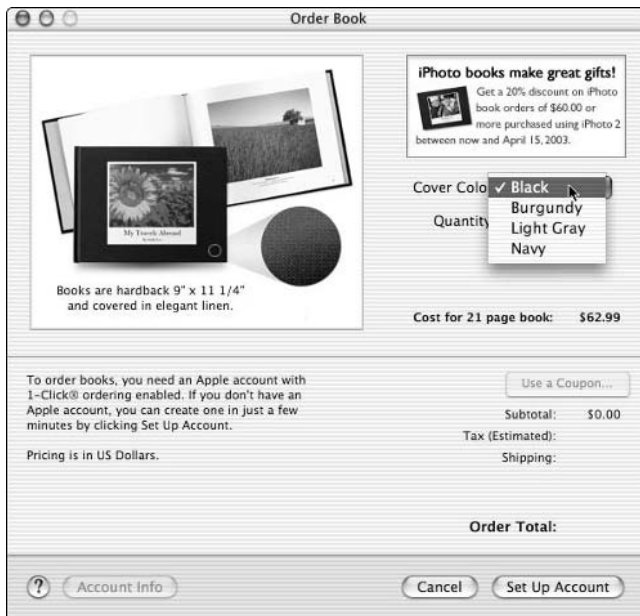 Order Book
iPhoto books make great gifts!
Get a 20% discount on iPhoto
book orders of $60.00 or
more purchased using iPhoto 2
between now and April 15, 2003.
My Travels Abroad
Books are hardback 9" x 11 1/4"
and covered in elegant linen.
Cover Colo
✓ Black
Burgundy
Light Gray
Navy
Quantity
Cost for 21 page book: $62.99
To order books, you need an Apple account with
1-Click® ordering enabled. If you don't have an
Apple account, you can create one in just a few
minutes by clicking Set Up Account.
Pricing is in US Dollars.
Use a Coupon...
Subtotal: $0.00
Tax (Estimated):
Shipping:
Order Total:
?
Account Info
Cancel
Set Up Account